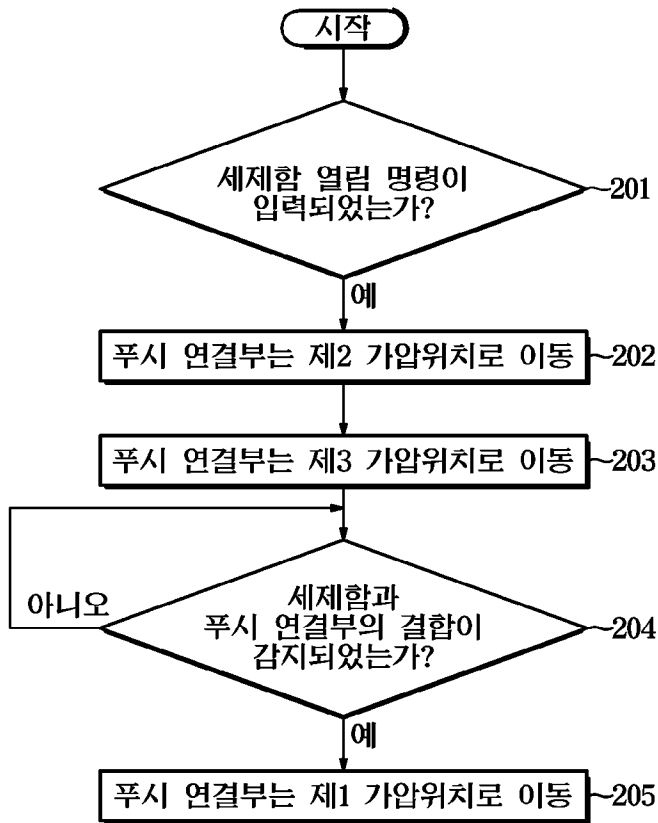 시작
세제함 열림 명령이
입력되었는가?
201
예
푸시 연결부는 제2 가압위치로 이동
202
푸시 연결부는 제3 가압위치로 이동
203
아니오
세제함과
푸시 연결부의 결합이
감지되었는가?
204
예
푸시 연결부는 제1 가압위치로 이동
205